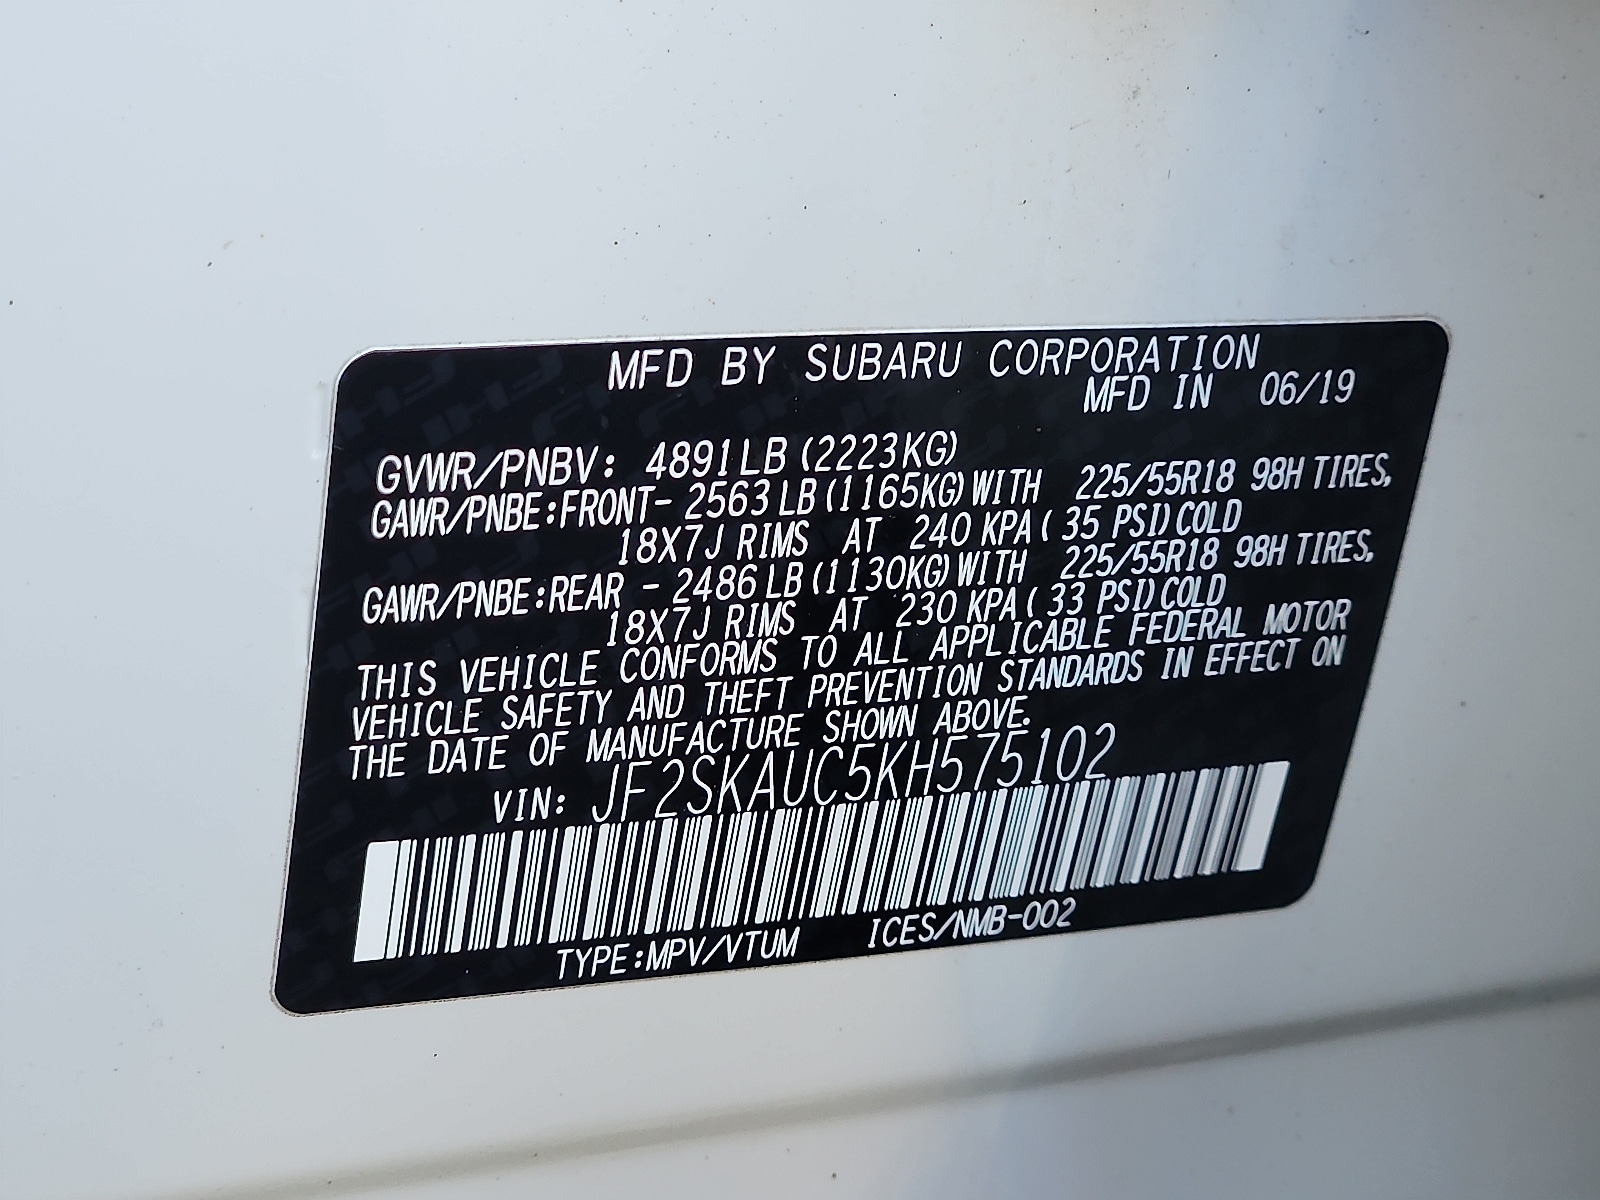 MFD BY SUBARU CORPORATION
MFD IN 06/19
GVWR/PNBV: 4891LB (2223KG)
GAWR/PNBE:FRONT- 2563 LB (1165KG) WITH 225/55R18 98H TIRES,
18X7J RIMS AT 240 KPA ( 35 PSI) COLD
GAWR/PNBE:REAR - 2486 LB (1130KG) WITH 225/55R18 98H TIRES,
18X7J RIMS AT 230 KPA ( 33 PSI) COLD
THIS VEHICLE CONFORMS TO ALL APPLICABLE FEDERAL MOTOR
VEHICLE SAFETY AND THEFT PREVENTION STANDARDS IN EFFECT ON
THE DATE OF MANUFACTURE SHOWN ABOVE.
VIN: JF2SKAUC5KH575102
TYPE:MPV/VTUM ICES/NMB-002